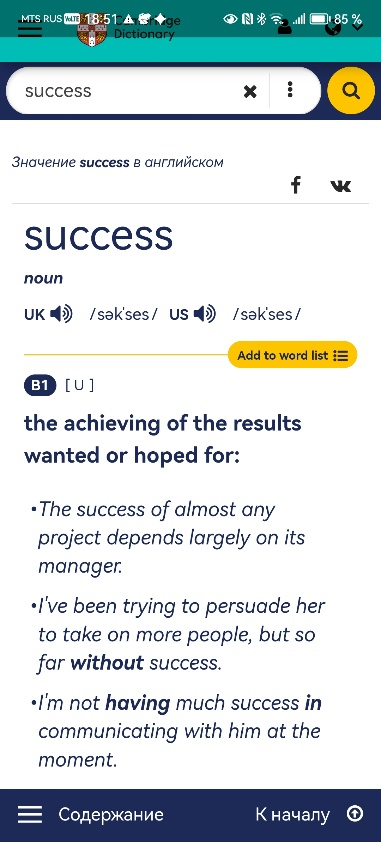 MTS RUS VoLTE 18:51 85 %
Cambridge
Dictionary
success
Значение success в английском
success
noun
UK /səkˈses/ US /səkˈses/
Add to word list
B1 [ U ]
the achieving of the results
wanted or hoped for:
•The success of almost any
project depends largely on its
manager.
•I've been trying to persuade her
to take on more people, but so
far without success.
•I'm not having much success in
communicating with him at the
moment.
Содержание К началу